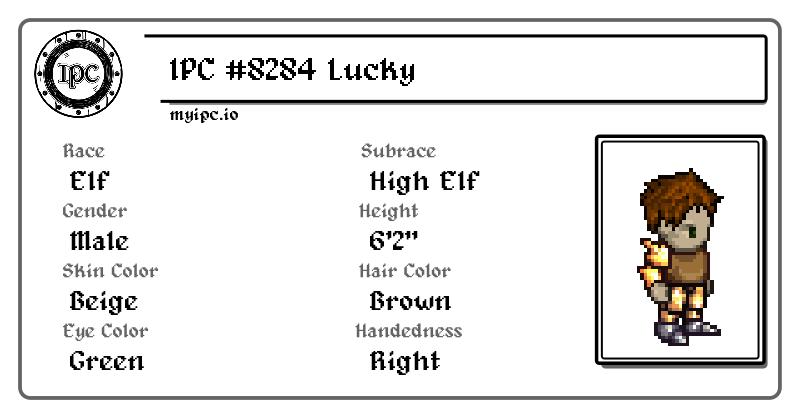 IPC
IPC #8284 Lucky
myipc.io
Race
Subrace
Elf
High Elf
Gender
Height
Male
6'2"
Skin Color
Hair Color
Beige
Brown
Eye Color
Handedness
Green
Right